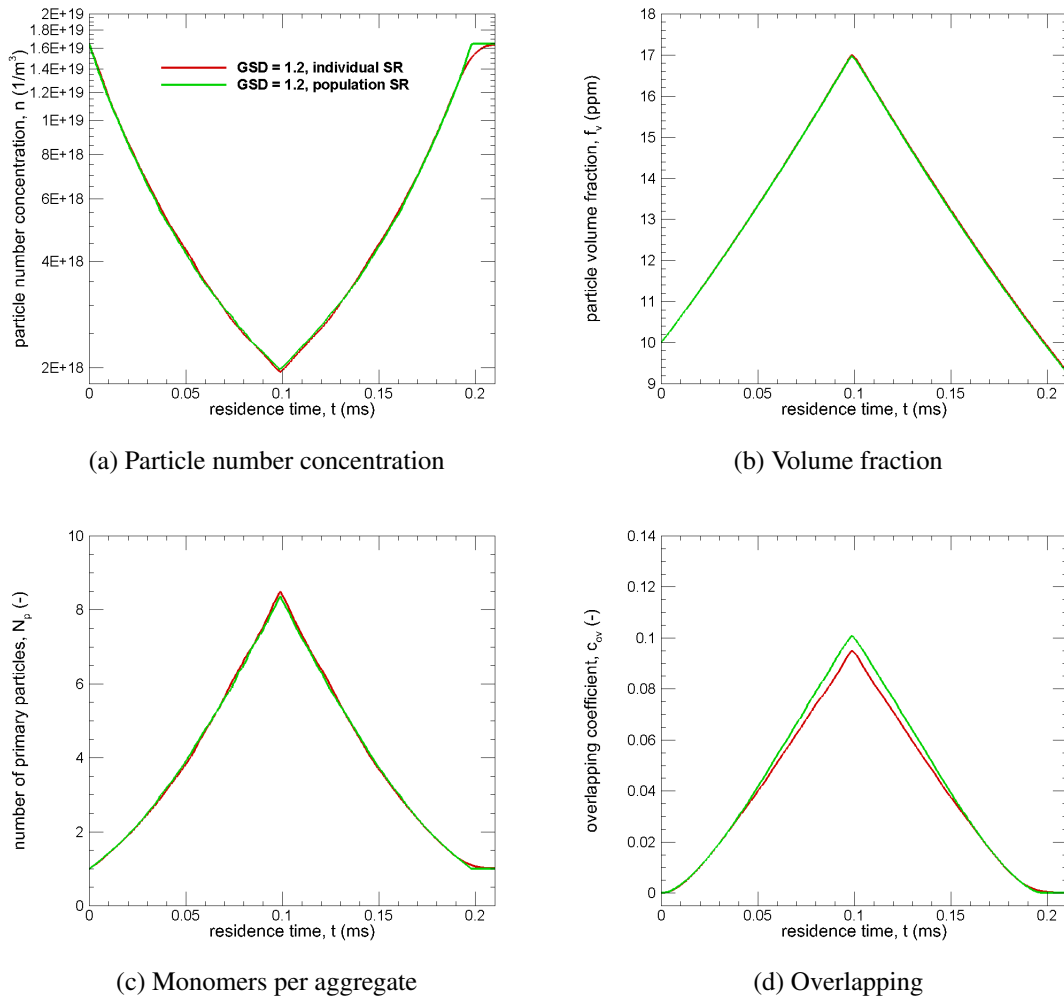 particle number concentration, n (1/m³)
2E+19
1.8E+19
1.6E+19
1.4E+19
1.2E+19
1E+19
8E+18
6E+18
4E+18
2E+18
GSD = 1.2, individual SR
GSD = 1.2, population SR
0 0.05 0.1 0.15 0.2
residence time, t (ms)
(a) Particle number concentration
particle volume fraction, f_v (ppm)
18
17
16
15
14
13
12
11
10
9
0 0.05 0.1 0.15 0.2
residence time, t (ms)
(b) Volume fraction
number of primary particles, N_p (-)
10
8
6
4
2
0
0 0.05 0.1 0.15 0.2
residence time, t (ms)
(c) Monomers per aggregate
overlapping coefficient, c_ov (-)
0.14
0.12
0.1
0.08
0.06
0.04
0.02
0
0 0.05 0.1 0.15 0.2
residence time, t (ms)
(d) Overlapping